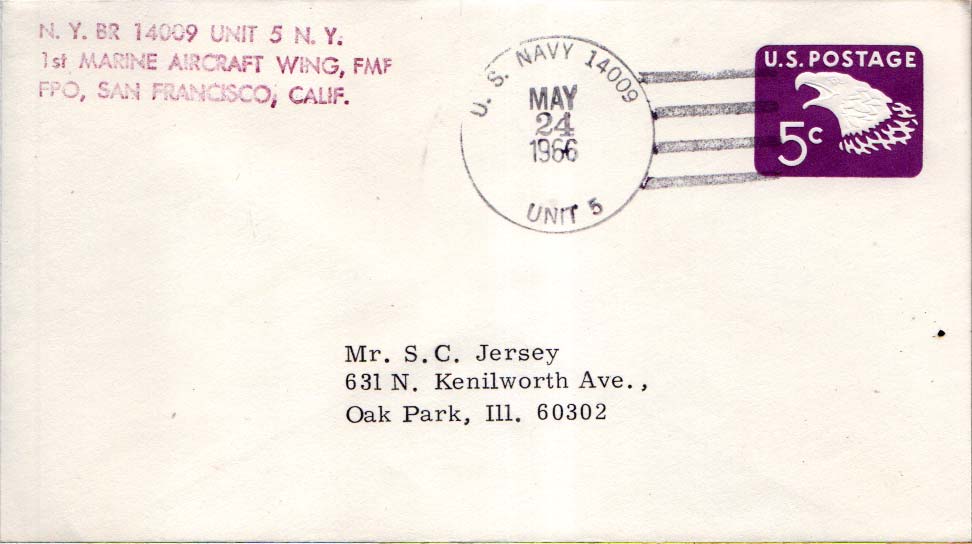 N. Y. BR 14009 UNIT 5 N. Y.
1st MARINE AIRCRAFT WING, FMF
FPO, SAN FRANCISCO, CALIF.
U. S. NAVY 14009
MAY
24
1966
UNIT 5
U.S. POSTAGE
5c
Mr. S.C. Jersey
631 N. Kenilworth Ave.,
Oak Park, Ill. 60302